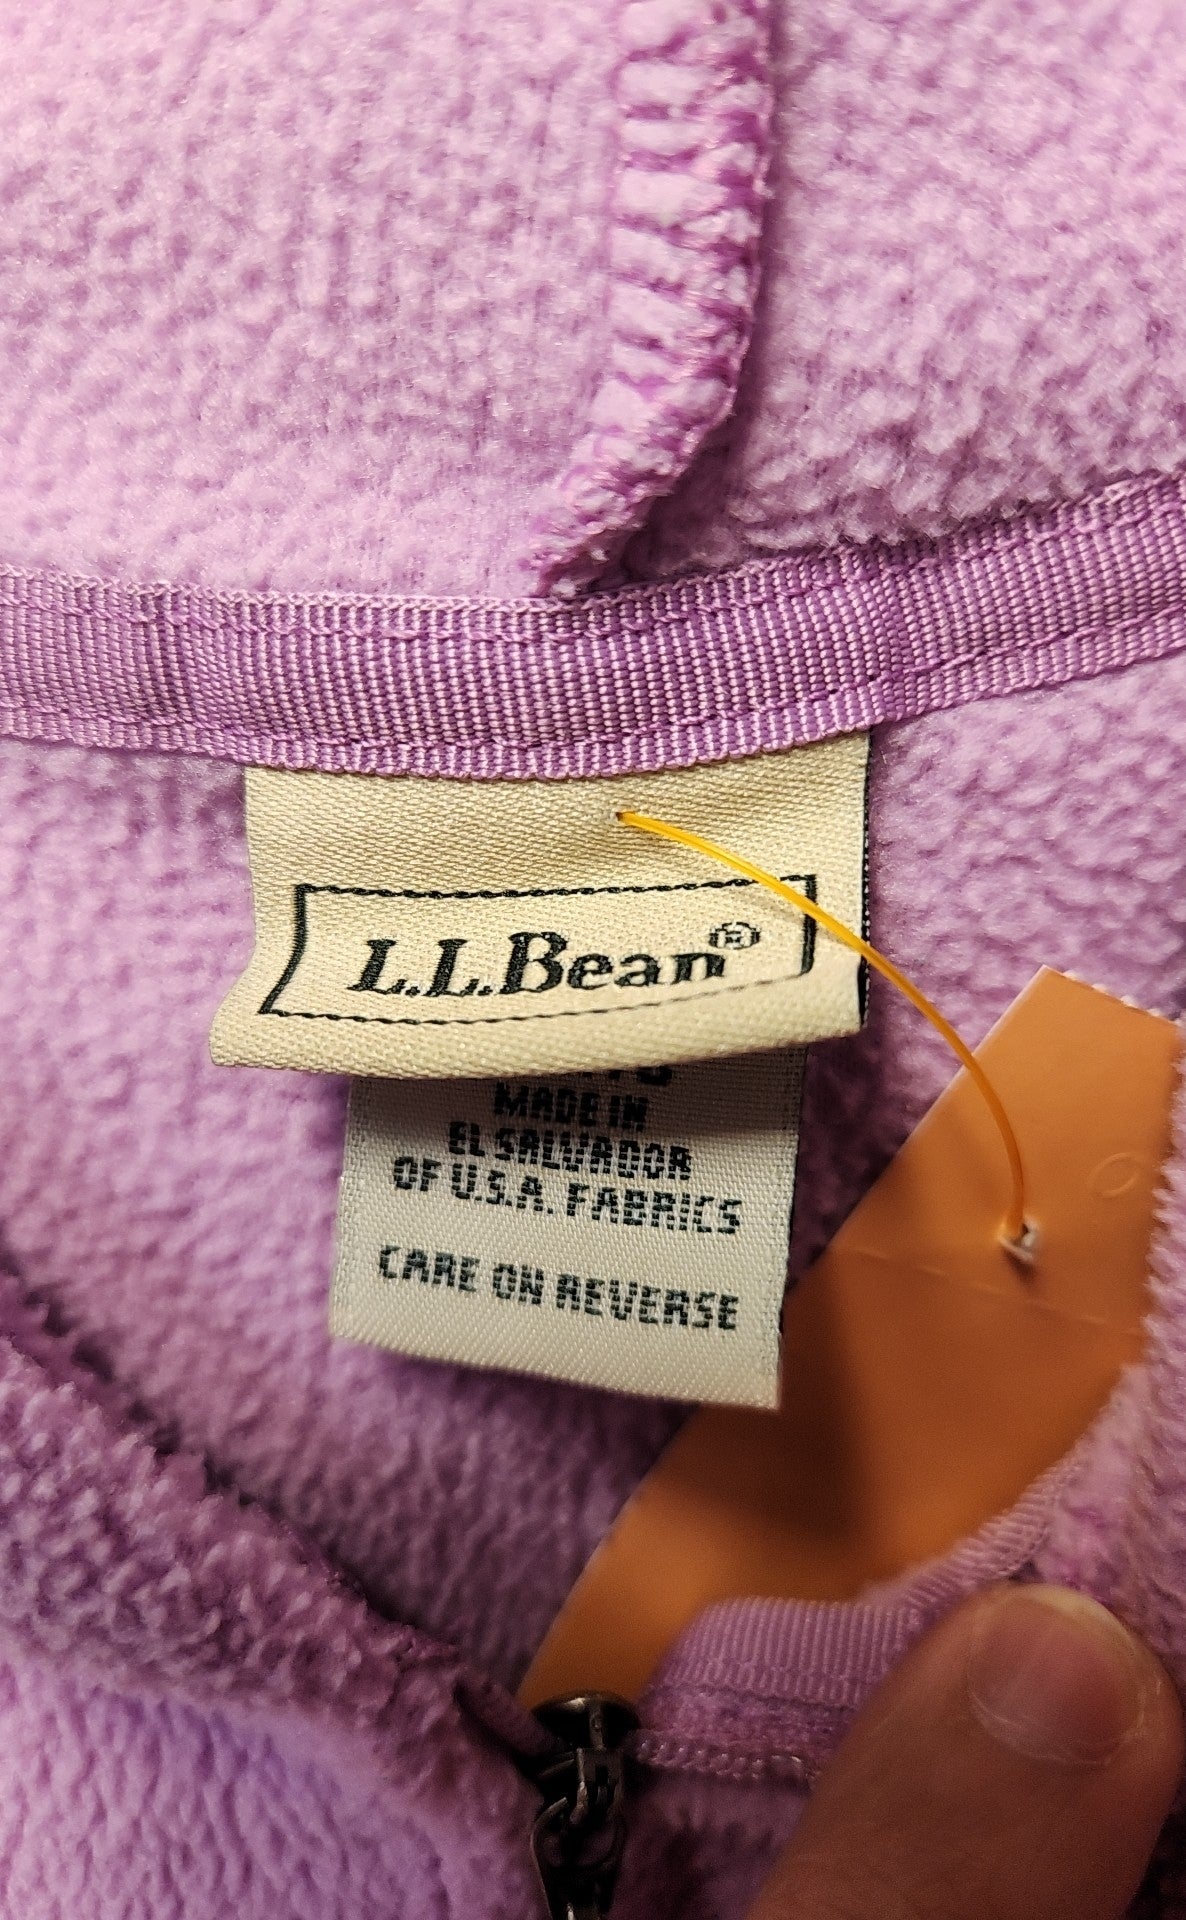 L.L.Bean®
MADE IN
EL SALVADOR
OF U.S.A. FABRICS
CARE ON REVERSE